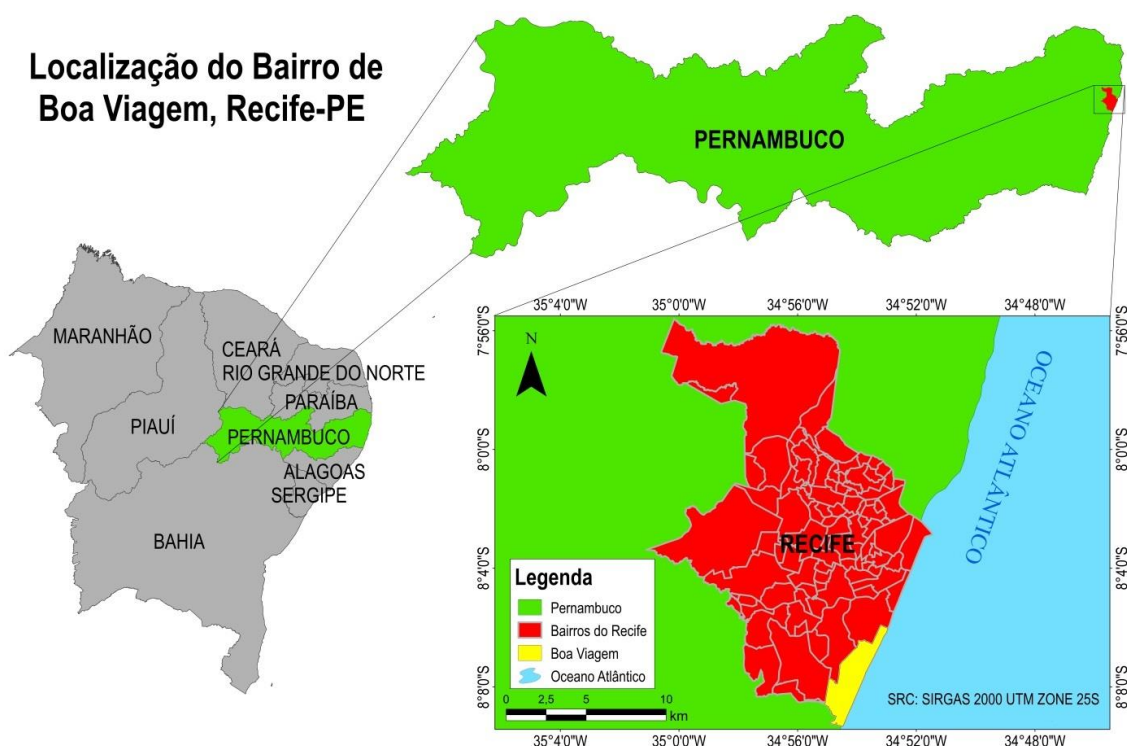 Localização do Bairro de
Boa Viagem, Recife-PE
PERNAMBUCO
MARANHÃO
CEARÁ
RIO GRANDE DO NORTE
PARAÍBA
PIAUÍ
PERNAMBUCO
ALAGOAS
SERGIPE
BAHIA
35°4'0"W 35°0'0"W 34°56'0"W 34°52'0"W 34°48'0"W
7°56'0"S 7°56'0"S
N
OCEANO ATLÂNTICO
8°0'0"S 8°0'0"S
RECIFE
8°4'0"S 8°4'0"S
Legenda
Pernambuco
Bairros do Recife
Boa Viagem
Oceano Atlântico
8°8'0"S 8°8'0"S
0 2,5 5 10
km
SRC: SIRGAS 2000 UTM ZONE 25S
35°4'0"W 35°0'0"W 34°56'0"W 34°52'0"W 34°48'0"W